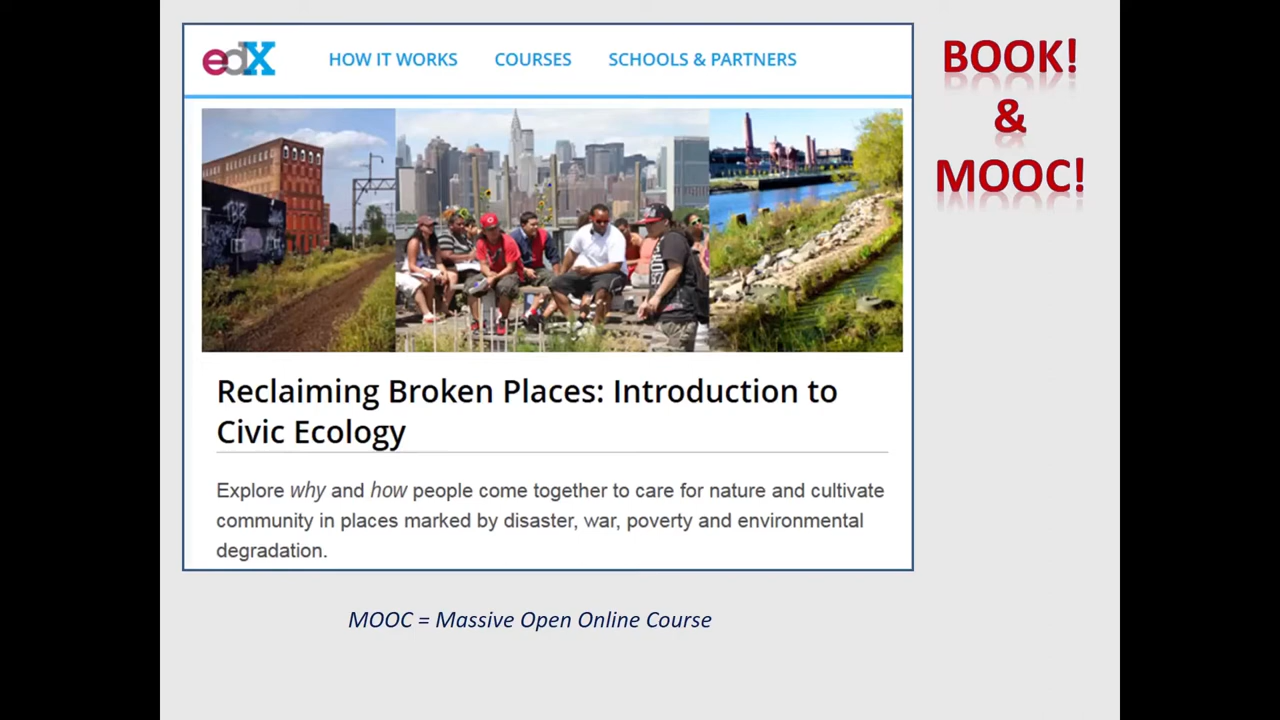 edX
HOW IT WORKS
COURSES
SCHOOLS & PARTNERS
BOOK!
&
MOOC!
Reclaiming Broken Places: Introduction to
Civic Ecology
Explore why and how people come together to care for nature and cultivate
community in places marked by disaster, war, poverty and environmental
degradation.
MOOC = Massive Open Online Course